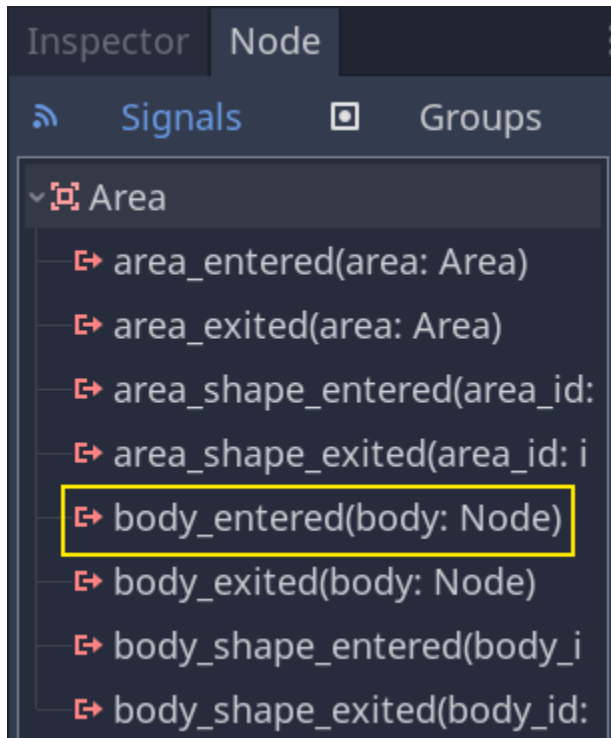 Inspector Node
Signals Groups
Area
area_entered(area: Area)
area_exited(area: Area)
area_shape_entered(area_id:
area_shape_exited(area_id: i
body_entered(body: Node)
body_exited(body: Node)
body_shape_entered(body_i
body_shape_exited(body_id: